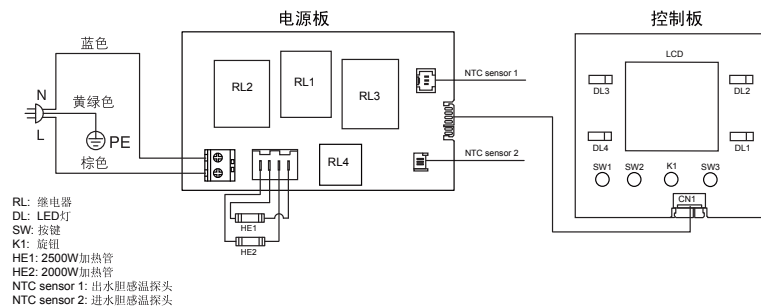 电源板
控制板
蓝色
N
黄绿色
L
PE
棕色
RL2
RL1
RL3
RL4
NTC sensor 1
NTC sensor 2
HE1
HE2
LCD
DL3
DL2
DL4
DL1
SW1
SW2
K1
SW3
CN1
RL: 继电器
DL: LED灯
SW: 按键
K1: 旋钮
HE1: 2500W加热管
HE2: 2000W加热管
NTC sensor 1: 出水胆感温探头
NTC sensor 2: 进水胆感温探头